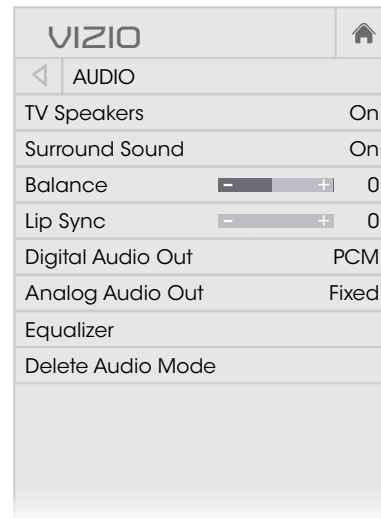 VIZIO
AUDIO
TV Speakers On
Surround Sound On
Balance - + 0
Lip Sync - + 0
Digital Audio Out PCM
Analog Audio Out Fixed
Equalizer
Delete Audio Mode